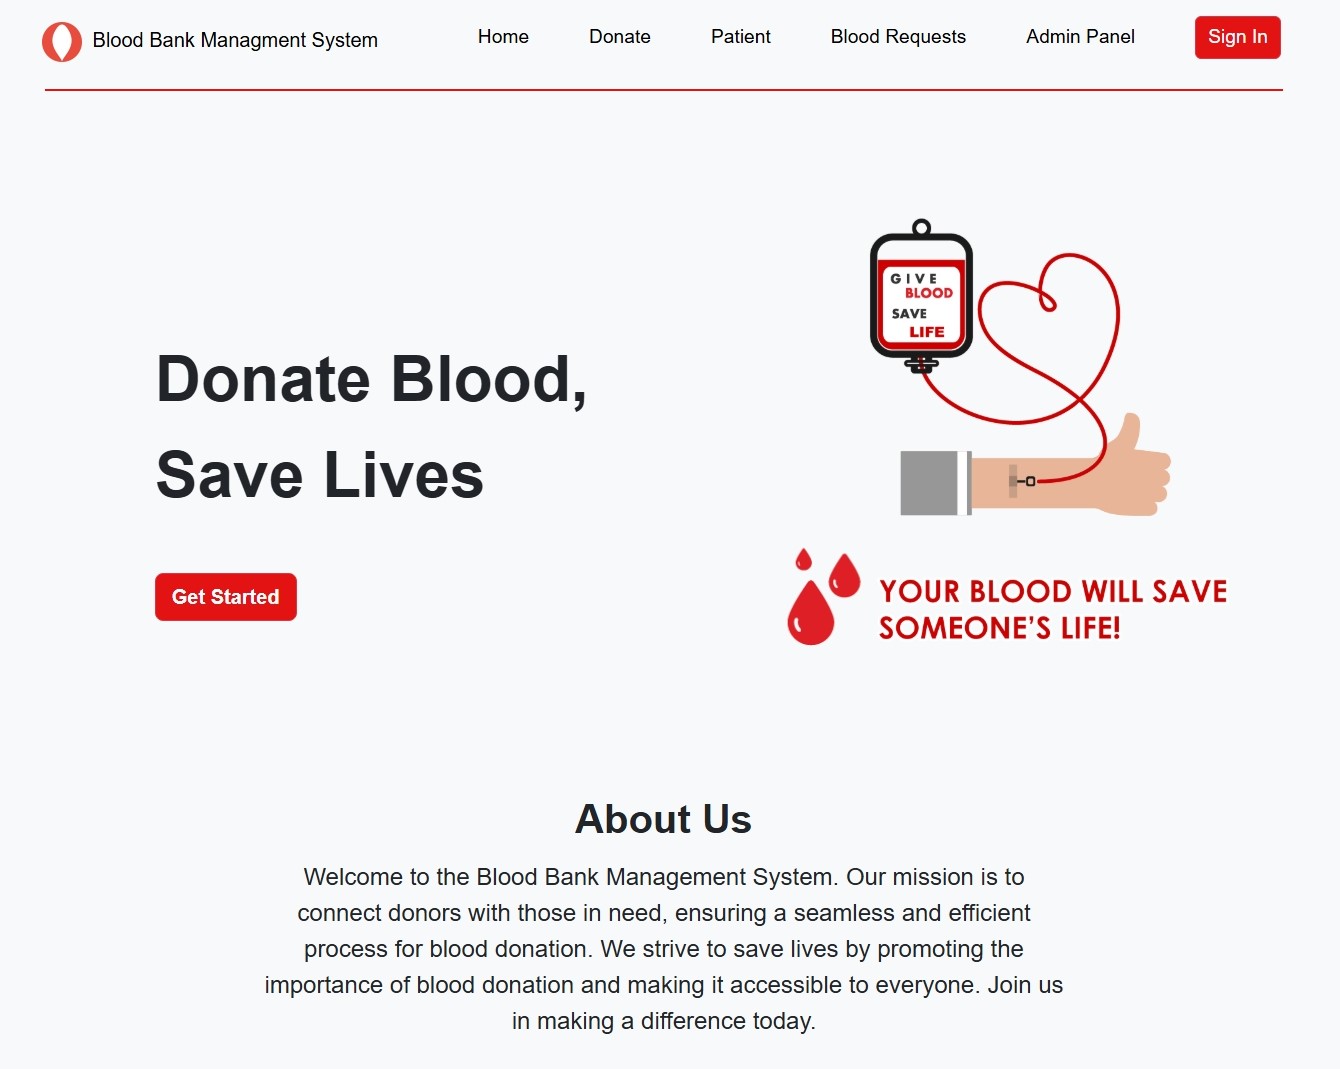 Blood Bank Managment System
Home
Donate
Patient
Blood Requests
Admin Panel
Sign In
GIVE
BLOOD
SAVE
LIFE
Donate Blood,
Save Lives
Get Started
YOUR BLOOD WILL SAVE
SOMEONE’S LIFE!
About Us
Welcome to the Blood Bank Management System. Our mission is to
connect donors with those in need, ensuring a seamless and efficient
process for blood donation. We strive to save lives by promoting the
importance of blood donation and making it accessible to everyone. Join us
in making a difference today.